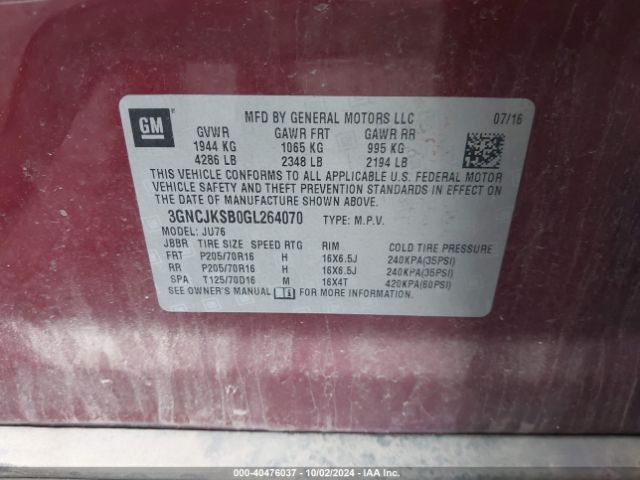 GM
MFD BY GENERAL MOTORS LLC 07/16
GVWR GAWR FRT GAWR RR
1944 KG 1065 KG 995 KG
4286 LB 2348 LB 2194 LB
THIS VEHICLE CONFORMS TO ALL APPLICABLE U.S. FEDERAL MOTOR
VEHICLE SAFETY AND THEFT PREVENTION STANDARDS IN EFFECT ON
THE DATE OF MANUFACTURE SHOWN ABOVE.
3GNCJKSB0GL264070 TYPE: M.P.V.
MODEL: JU76
JBBR TIRE SIZE SPEED RTG RIM COLD TIRE PRESSURE
FRT P205/70R16 H 16X6.5J 240KPA(35PSI)
RR P205/70R16 H 16X6.5J 240KPA(35PSI)
SPA T125/70D16 M 16X4T 420KPA(60PSI)
SEE OWNER'S MANUAL FOR MORE INFORMATION.
000-40476037 - 10/02/2024 - IAA Inc.